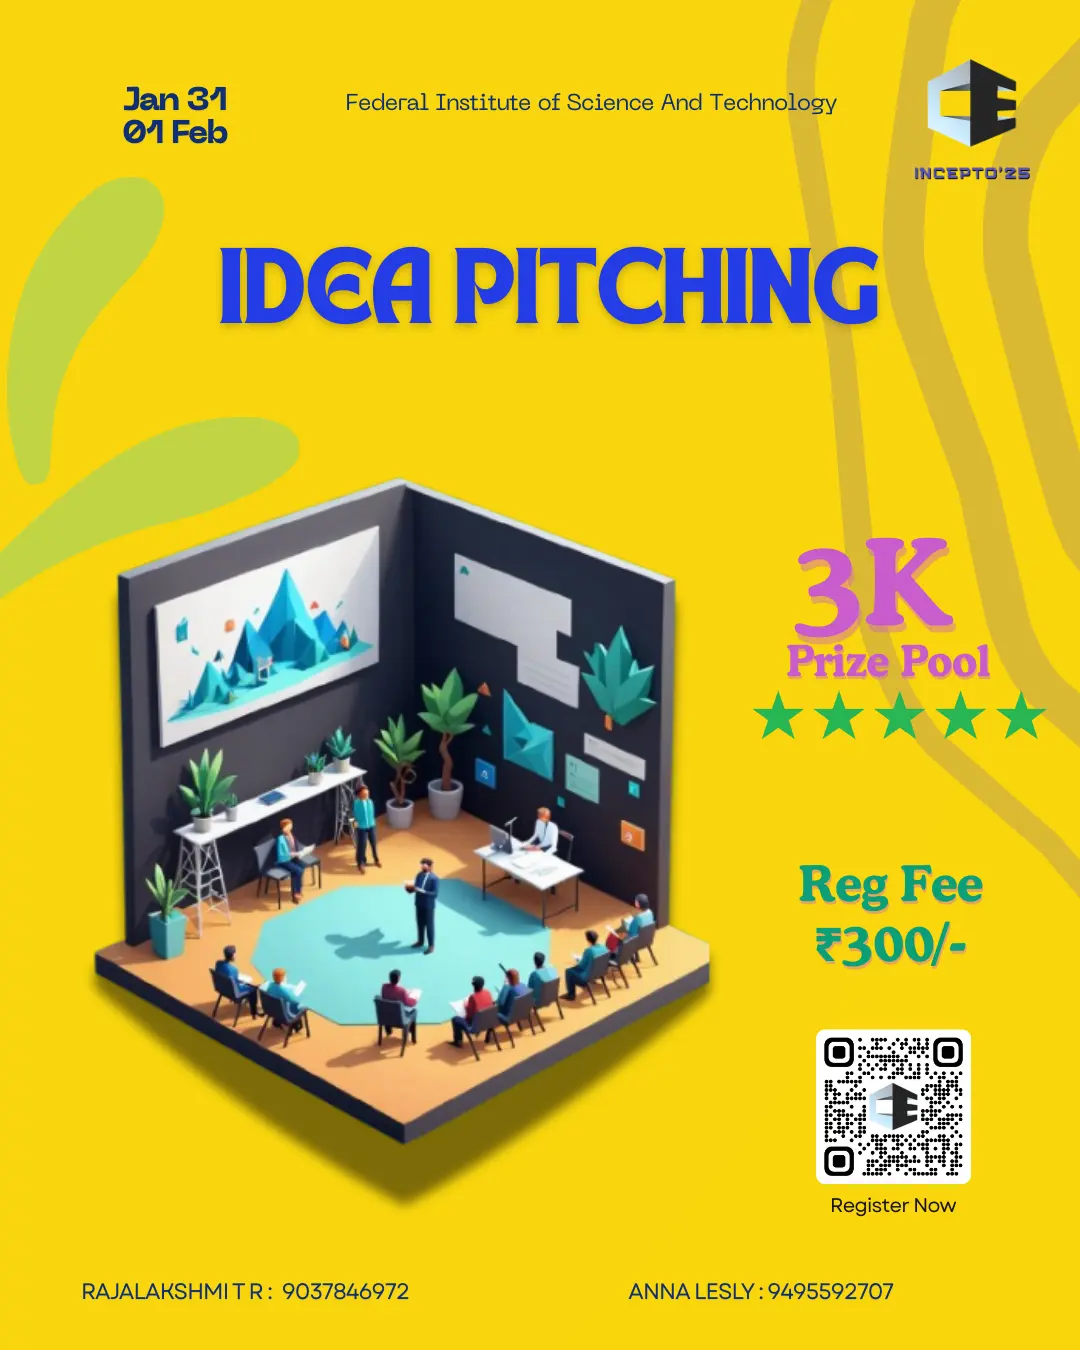 Jan 31
01 Feb
Federal Institute of Science And Technology
INCEPTO'25
IDEA PITCHING
3K
Prize Pool
Reg Fee
₹300/-
Register Now
RAJALAKSHMI T R : 9037846972
ANNA LESLY : 9495592707